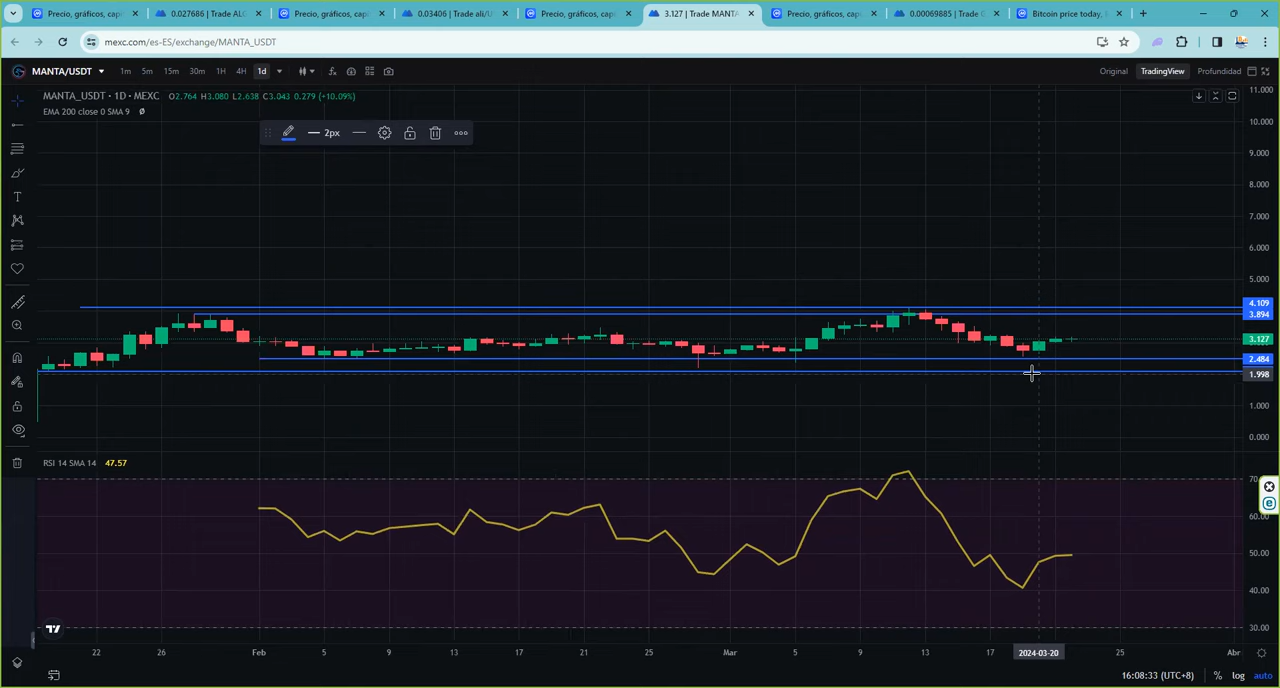 Precio, gráficos, cap
0.027686 | Trade ALG
Precio, gráficos, cap
0.03406 | Trade ali/U
Precio, gráficos, cap
3.127 | Trade MANTA
Precio, gráficos, cap
0.00069885 | Trade
Bitcoin price today,
mexc.com/es-ES/exchange/MANTA_USDT
MANTA/USDT 1m 5m 15m 30m 1H 4H 1d Original TradingView Profundidad
MANTA_USDT · 1D · MEXC O2.764 H3.080 L2.638 C3.043 0.279 (+10.09%)
EMA 200 close 0 SMA 9 Ø
2px
11.000
10.000
9.000
8.000
7.000
6.000
5.000
4.109
3.894
3.127
2.484
1.998
1.000
0.000
RSI 14 SMA 14 47.57
70
60.00
50.00
40.00
30.00
22 26 Feb 5 9 13 17 21 25 Mar 5 9 13 17 2024-03-20 25 Abr
16:08:33 (UTC+8) % log auto